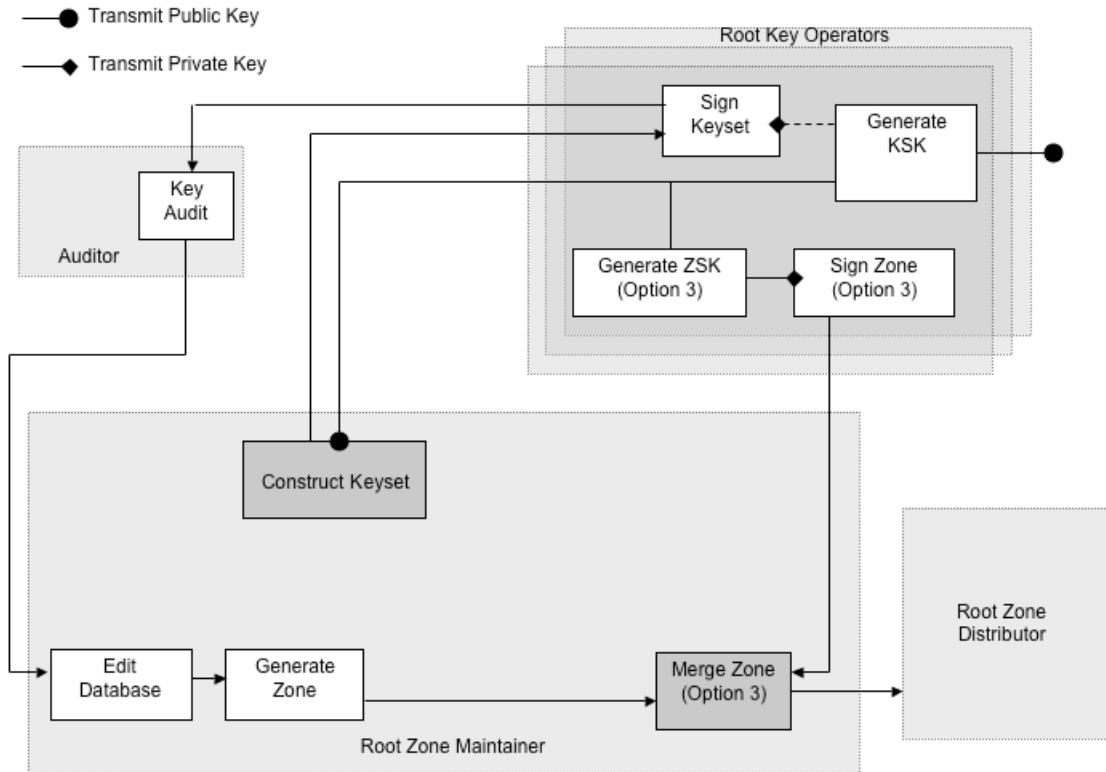 Transmit Public Key
Transmit Private Key
Root Key Operators
Sign
Keyset
Generate
KSK
Key
Audit
Auditor
Generate ZSK
(Option 3)
Sign Zone
(Option 3)
Construct Keyset
Root Zone
Distributor
Edit
Database
Generate
Zone
Merge Zone
(Option 3)
Root Zone Maintainer